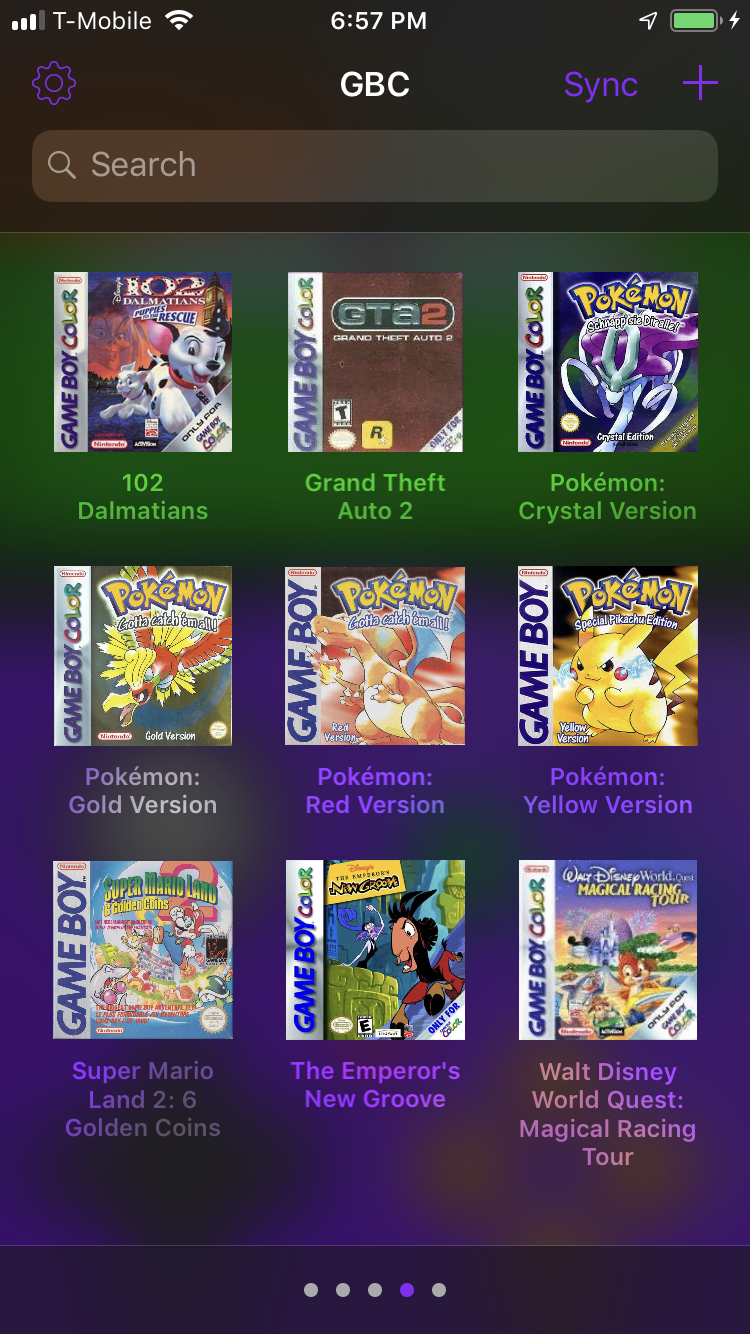 T-Mobile 6:57 PM
GBC Sync
Search
GAME BOY COLOR
Nintendo
Disney's
102
DALMATIANS
PUPPIES
TO THE RESCUE
ONLY FOR
GAME BOY
COLOR
Nintendo
ACTIVISION
GAME BOY COLOR
GTA2
GRAND THEFT AUTO 2
T
R
ONLY FOR
GAME BOY COLOR
Nintendo
POKéMON
Schnapp' sie Dir alle!
Crystal Edition
Nintendo
102
Dalmatians
Grand Theft
Auto 2
Pokémon:
Crystal Version
GAME BOY COLOR
Nintendo
POKéMON
Gotta catch 'em all!
Nintendo
Gold Version
GAME BOY
Nintendo
POKéMON
Gotta catch 'em all!
Red
Version
GAME BOY
Nintendo
POKéMON
Special Pikachu Edition
Yellow
Version
Pokémon:
Gold Version
Pokémon:
Red Version
Pokémon:
Yellow Version
GAME BOY
Nintendo
SUPER MARIO LAND
2
6 Golden Coins
Nintendo
GAME BOY COLOR
Disney's
THE EMPEROR'S
NEW GROOVE
E
ONLY FOR
GAME BOY COLOR
Nintendo
WALT DISNEY World Quest
MAGICAL RACING
TOUR
ONLY FOR
GAME BOY
COLOR
Nintendo
ACTIVISION
Super Mario
Land 2: 6
Golden Coins
The Emperor's
New Groove
Walt Disney
World Quest:
Magical Racing
Tour